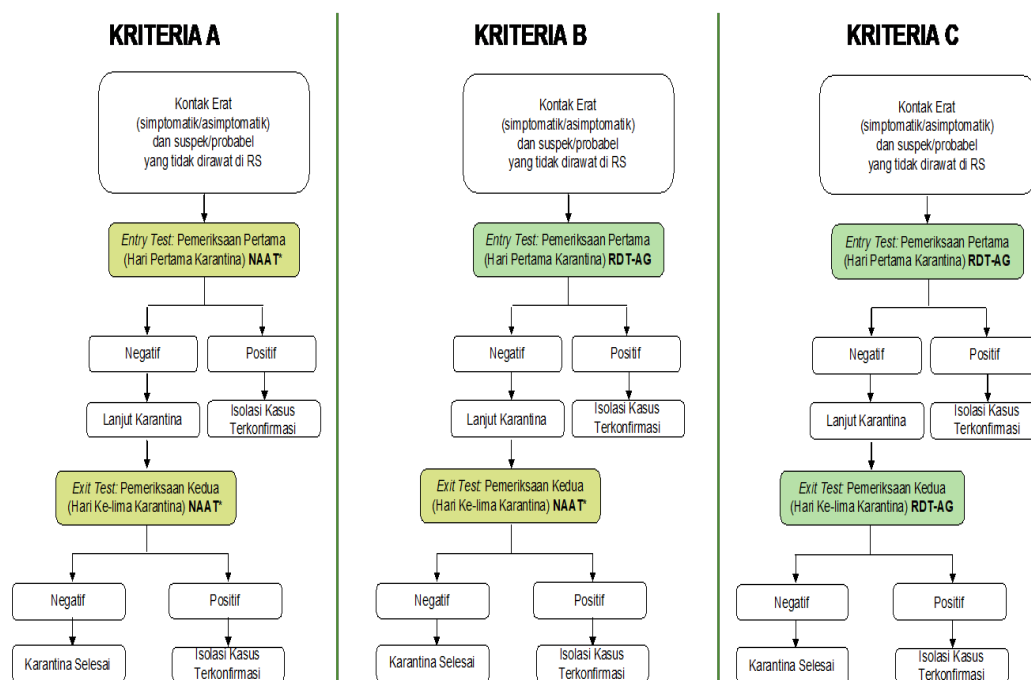 KRITERIA A
Kontak Erat
(simptomatik/asimptomatik)
dan suspek/probabel
yang tidak dirawat di RS
Entry Test: Pemeriksaan Pertama
(Hari Pertama Karantina) NAAT*
Negatif
Positif
Lanjut Karantina
Isolasi Kasus
Terkonfirmasi
Exit Test: Pemeriksaan Kedua
(Hari Ke-lima Karantina) NAAT*
Negatif
Positif
Karantina Selesai
Isolasi Kasus
Terkonfirmasi
KRITERIA B
Kontak Erat
(simptomatik/asimptomatik)
dan suspek/probabel
yang tidak dirawat di RS
Entry Test: Pemeriksaan Pertama
(Hari Pertama Karantina) RDT-AG
Negatif
Positif
Lanjut Karantina
Isolasi Kasus
Terkonfirmasi
Exit Test: Pemeriksaan Kedua
(Hari Ke-lima Karantina) NAAT*
Negatif
Positif
Karantina Selesai
Isolasi Kasus
Terkonfirmasi
KRITERIA C
Kontak Erat
(simptomatik/asimptomatik)
dan suspek/probabel
yang tidak dirawat di RS
Entry Test: Pemeriksaan Pertama
(Hari Pertama Karantina) RDT-AG
Negatif
Positif
Lanjut Karantina
Isolasi Kasus
Terkonfirmasi
Exit Test: Pemeriksaan Kedua
(Hari Ke-lima Karantina) RDT-AG
Negatif
Positif
Karantina Selesai
Isolasi Kasus
Terkonfirmasi